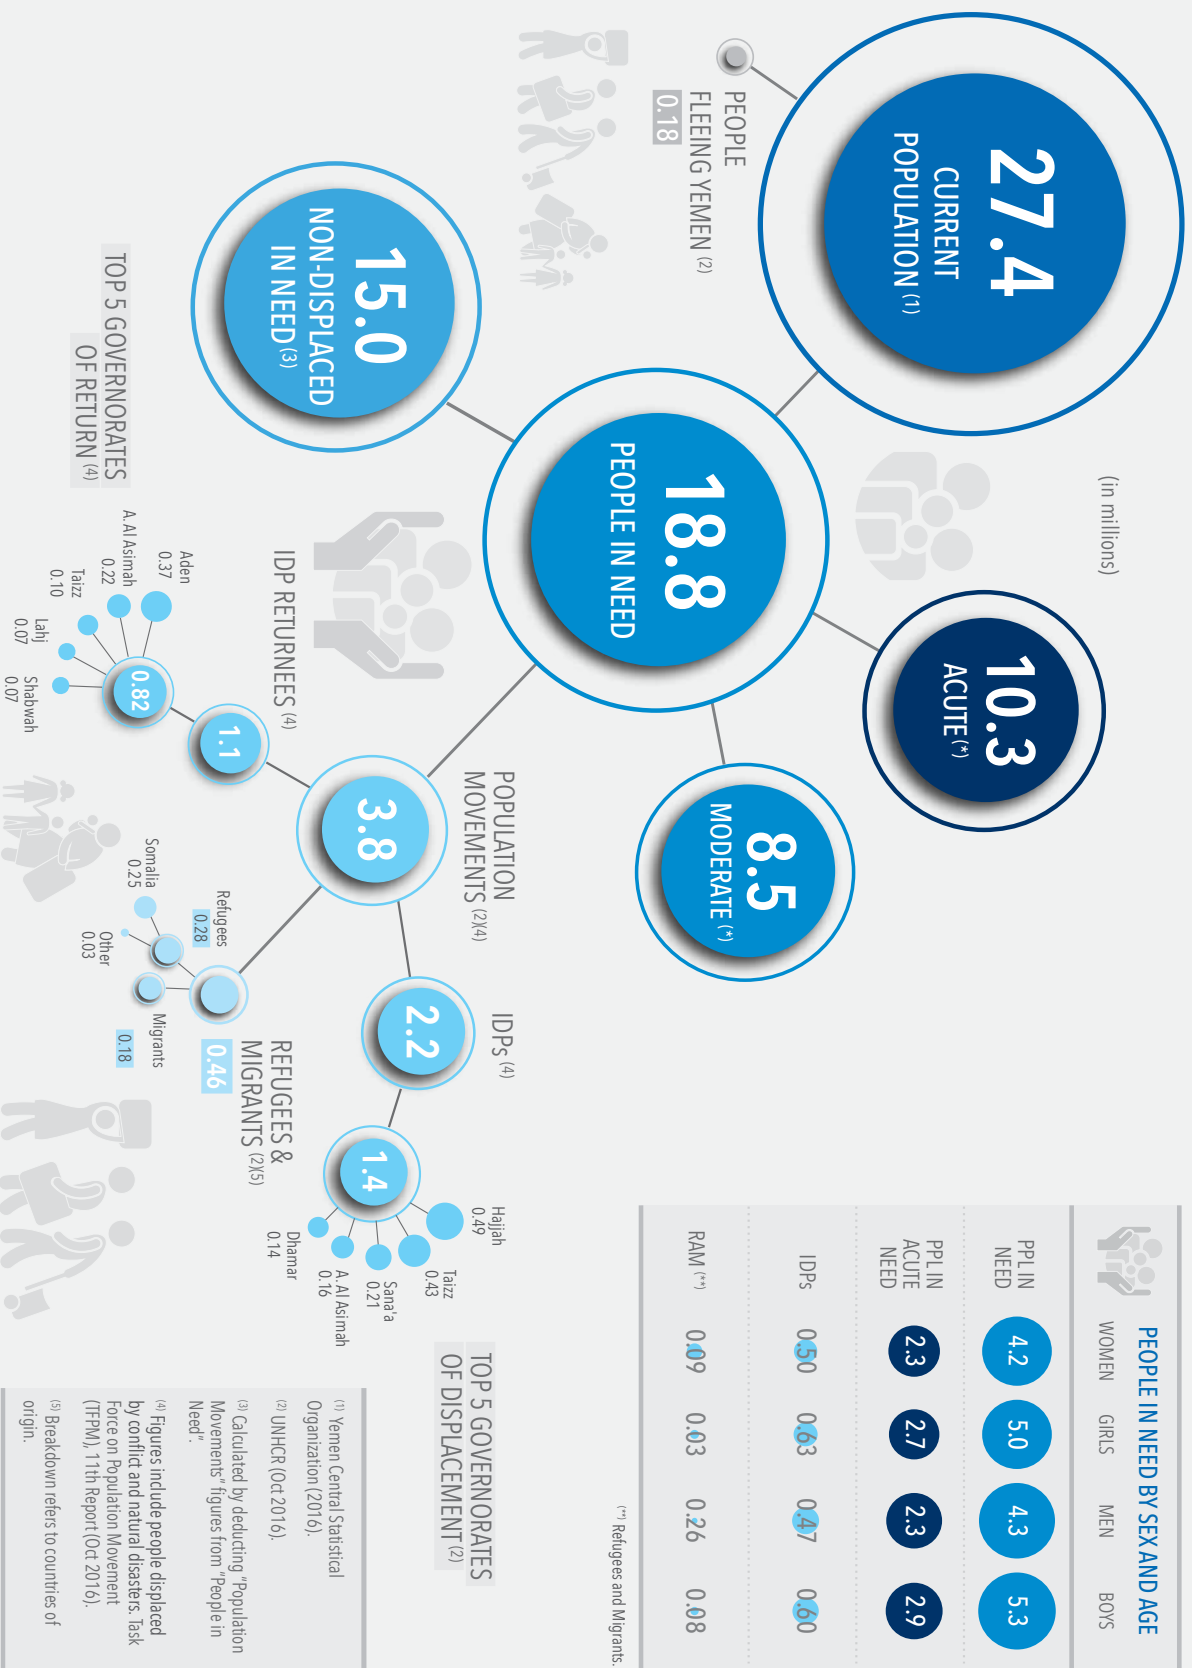 (in millions)
27.4
CURRENT
POPULATION (1)
PEOPLE
FLEEING YEMEN (2)
0.18
10.3
ACUTE (*)
18.8
PEOPLE IN NEED
8.5
MODERATE (*)
15.0
NON-DISPLACED
IN NEED (3)
POPULATION
MOVEMENTS (2)(4)
3.8
IDPs (4)
2.2
1.4
Hajjah
0.49
Taizz
0.43
Sana'a
0.21
A. Al Asimah
0.16
Dhamar
0.14
TOP 5 GOVERNORATES
OF DISPLACEMENT (2)
IDP RETURNEES (4)
1.1
0.82
Aden
0.37
A. Al Asimah
0.22
Taizz
0.10
Lahj
0.07
Shabwah
0.07
TOP 5 GOVERNORATES
OF RETURN (4)
REFUGEES &
MIGRANTS (2)(5)
0.46
Refugees
0.28
Somalia
0.25
Other
0.03
Migrants
0.18
PEOPLE IN NEED BY SEX AND AGE
WOMEN GIRLS MEN BOYS
PPL IN
NEED
4.2 5.0 4.3 5.3
PPL IN
ACUTE
NEED
2.3 2.7 2.3 2.9
IDPs 0.50 0.63 0.47 0.60
RAM (**) 0.09 0.03 0.26 0.08
(**) Refugees and Migrants.
(1) Yemen Central Statistical
Organization (2016).
(2) UNHCR (Oct 2016).
(3) Calculated by deducting "Population
Movements" figures from "People in
Need".
(4) Figures include people displaced
by conflict and natural disasters. Task
Force on Population Movement
(TFPM), 11th Report (Oct 2016).
(5) Breakdown refers to countries of
origin.